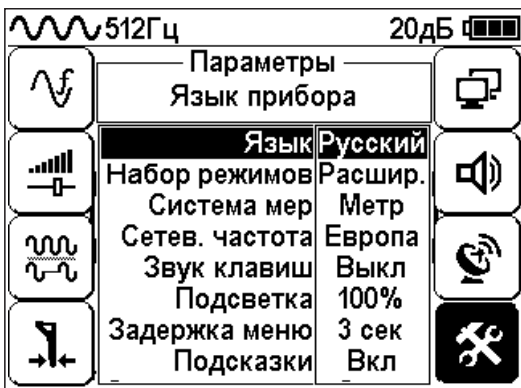 512Гц 20дБ
Параметры
Язык прибора
Язык Русский
Набор режимов Расшир.
Система мер Метр
Сетев. частота Европа
Звук клавиш Выкл
Подсветка 100%
Задержка меню 3 сек
Подсказки Вкл